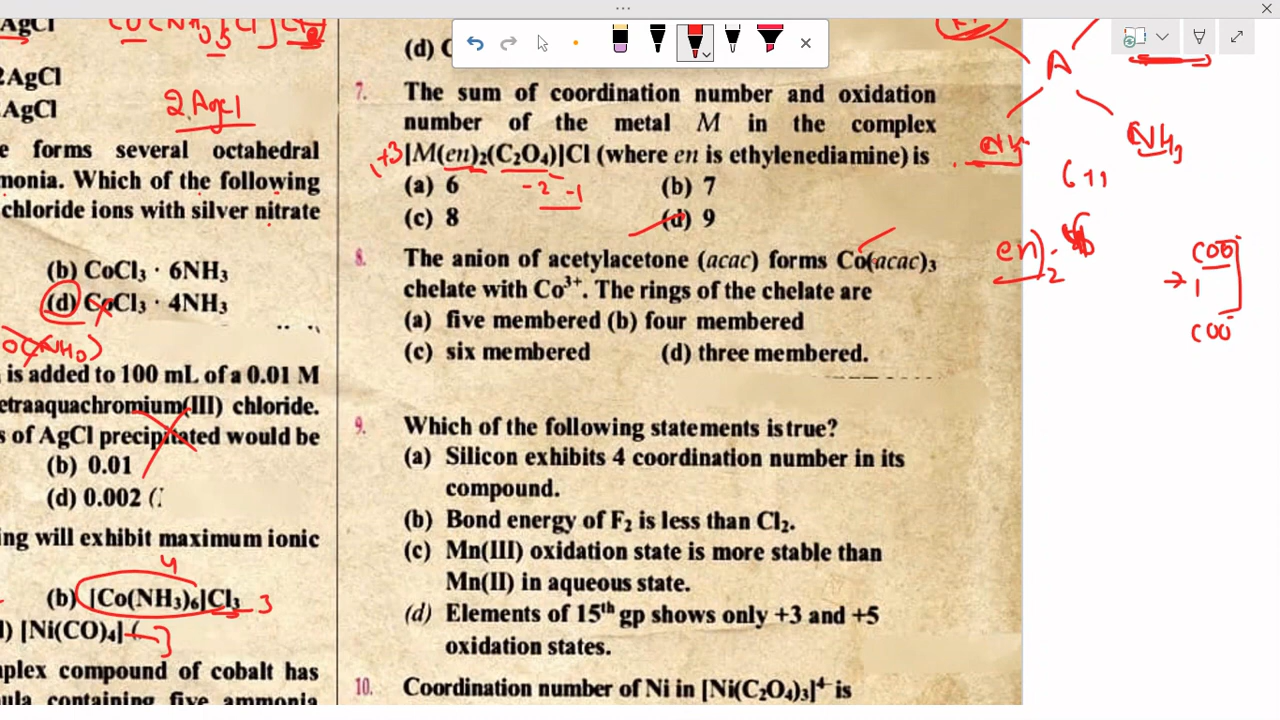 AgCl
2AgCl
AgCl
2 AgCl
e forms several octahedral
monia. Which of the following
chloride ions with silver nitrate
(b) CoCl₃ · 6NH₃
(d) CoCl₃ · 4NH₃
is added to 100 mL of a 0.01 M
etraaquachromium(III) chloride.
s of AgCl precipitated would be
(b) 0.01
(d) 0.002 (
ing will exhibit maximum ionic
4
(b) [Co(NH₃)₆]Cl₃ 3
) [Ni(CO)₄] (
mplex compound of cobalt has
ula containing five ammonia
(d) C
7. The sum of coordination number and oxidation
number of the metal M in the complex
+3 [M(en)₂(C₂O₄)]Cl (where en is ethylenediamine) is
(a) 6 (b) 7
-2 -1
(c) 8 (d) 9
8. The anion of acetylacetone (acac) forms Co(acac)₃
chelate with Co³⁺. The rings of the chelate are
(a) five membered (b) four membered
(c) six membered (d) three membered.
9. Which of the following statements is true?
(a) Silicon exhibits 4 coordination number in its
compound.
(b) Bond energy of F₂ is less than Cl₂.
(c) Mn(III) oxidation state is more stable than
Mn(II) in aqueous state.
(d) Elements of 15ᵗʰ gp shows only +3 and +5
oxidation states.
10. Coordination number of Ni in [Ni(C₂O₄)₃]⁴⁻ is
A
NH₃
en)₂
COO⁻
COO⁻